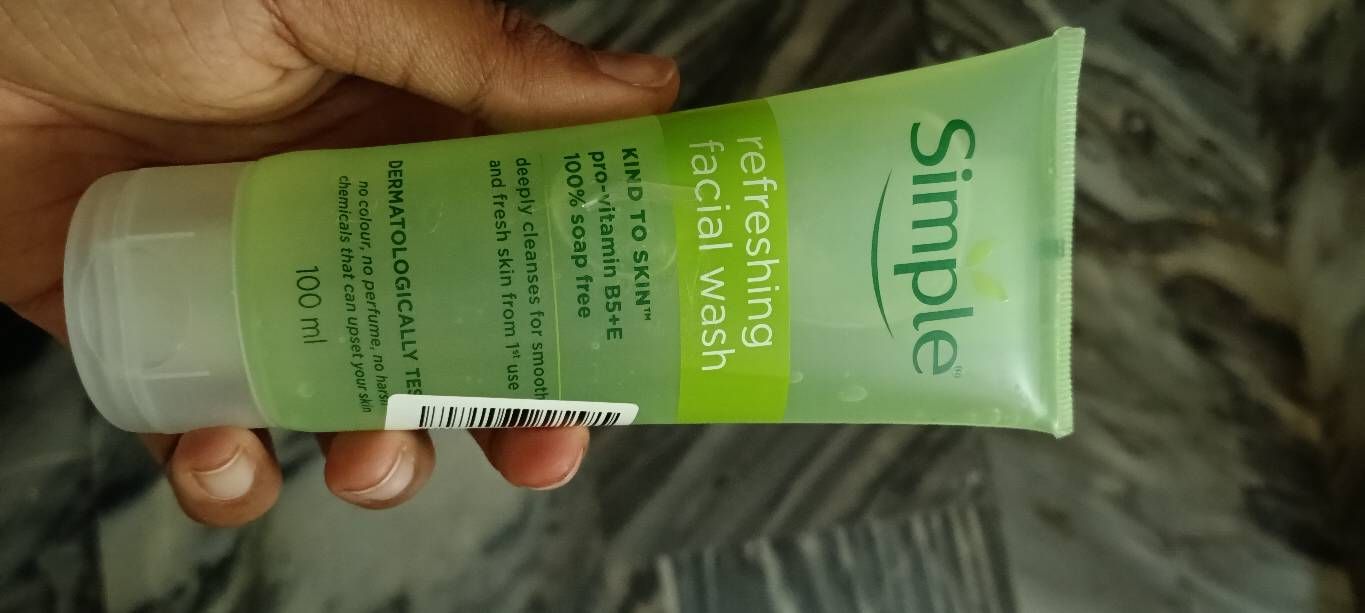 Simple
refreshing
facial wash
KIND TO SKIN™
pro-vitamin B5+E
100% soap free
deeply cleanses for smooth
and fresh skin from 1st use
DERMATOLOGICALLY TES
no colour, no perfume, no harsh
chemicals that can upset your skin
100 ml